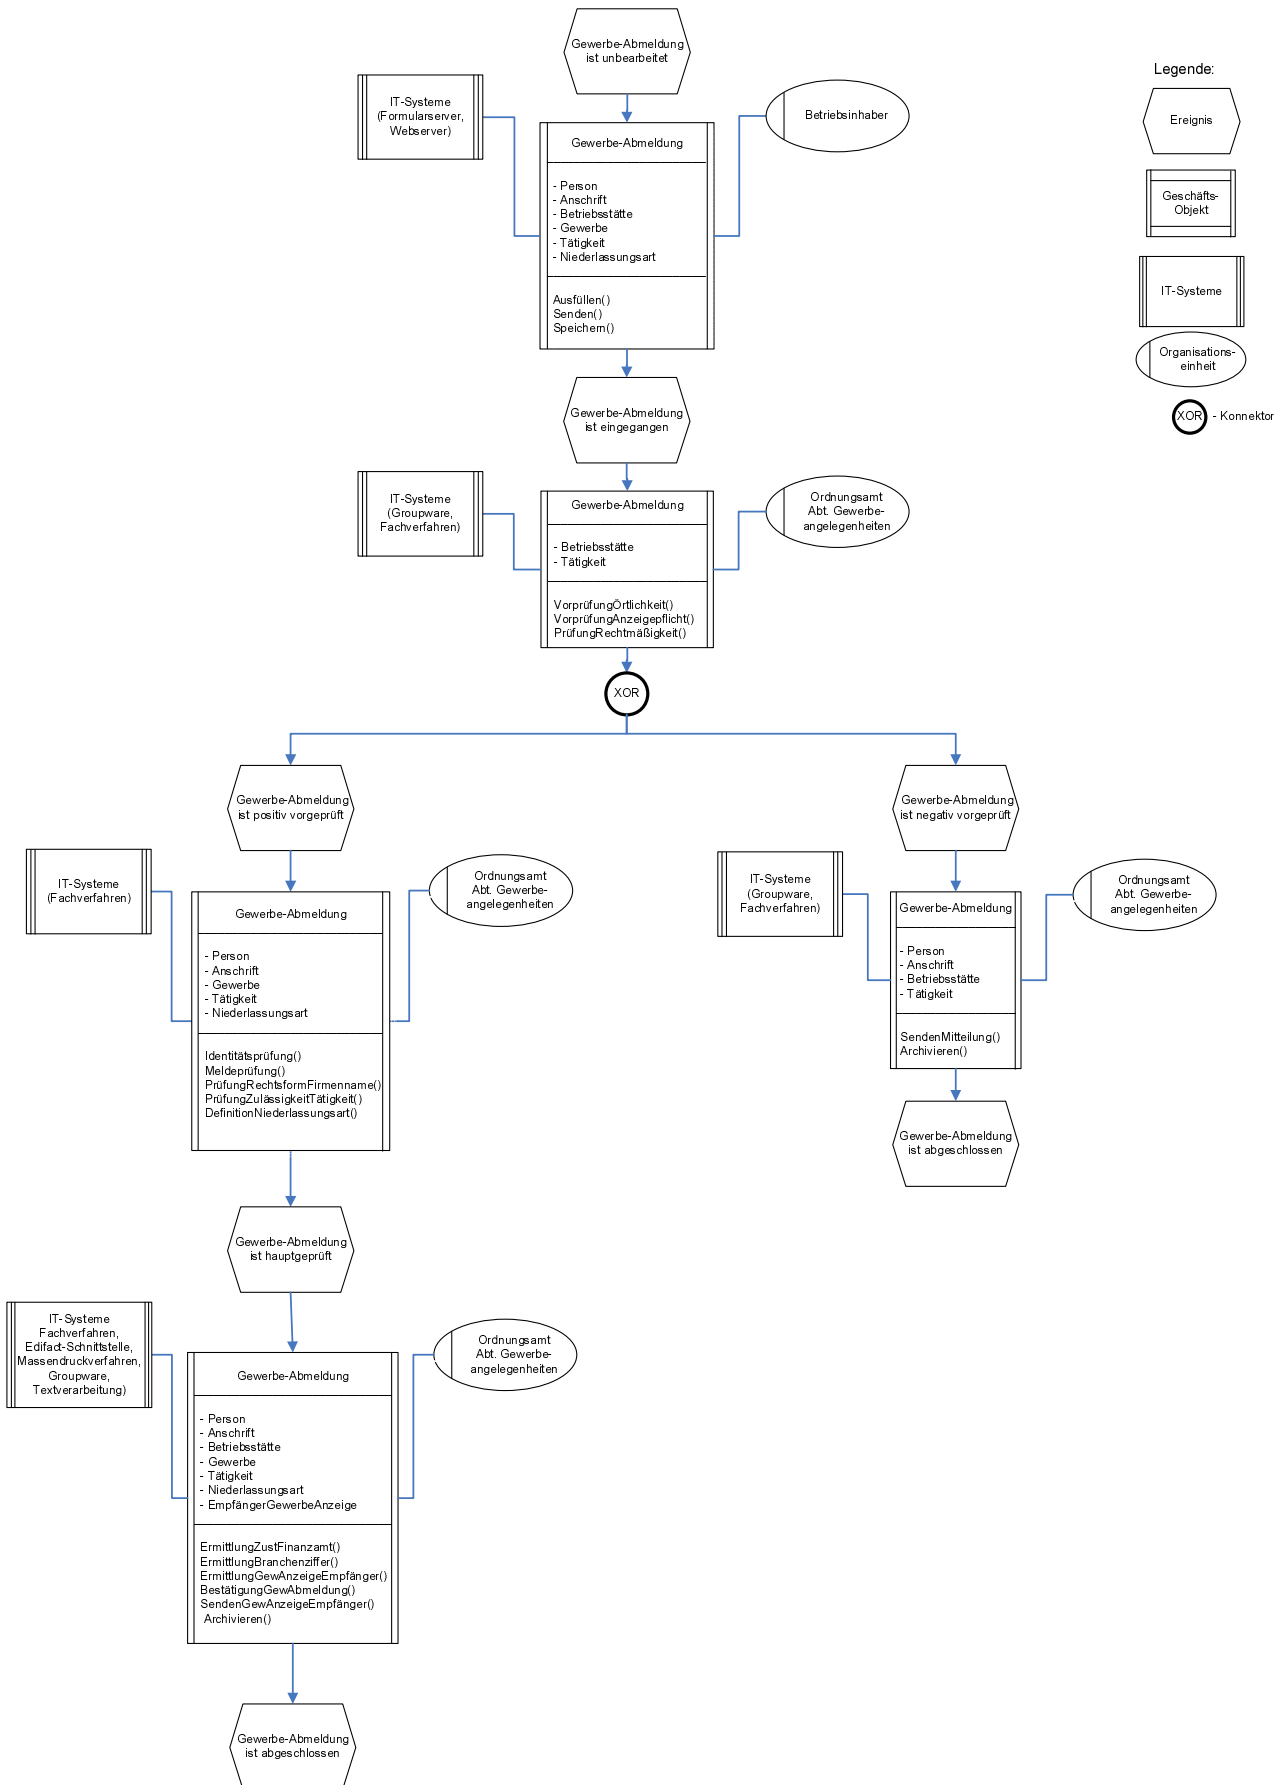 Gewerbe-Abmeldung
ist unbearbeitet
Legende:
IT-Systeme
(Formularserver,
Webserver)
Betriebsinhaber
Ereignis
Gewerbe-Abmeldung
- Person
- Anschrift
- Betriebsstätte
- Gewerbe
- Tätigkeit
- Niederlassungsart
Ausfüllen()
Senden()
Speichern()
Geschäfts-
Objekt
IT-Systeme
Organisations-
einheit
XOR - Konnektor
Gewerbe-Abmeldung
ist eingegangen
IT-Systeme
(Groupware,
Fachverfahren)
Ordnungsamt
Abt. Gewerbe-
angelegenheiten
Gewerbe-Abmeldung
- Betriebsstätte
- Tätigkeit
VorprüfungÖrtlichkeit()
VorprüfungAnzeigepflicht()
PrüfungRechtmäßigkeit()
XOR
Gewerbe-Abmeldung
ist positiv vorgeprüft
IT-Systeme
(Fachverfahren)
Ordnungsamt
Abt. Gewerbe-
angelegenheiten
Gewerbe-Abmeldung
- Person
- Anschrift
- Gewerbe
- Tätigkeit
- Niederlassungsart
Identitätsprüfung()
Meldeprüfung()
PrüfungRechtsformFirmenname()
PrüfungZulässigkeitTätigkeit()
DefinitionNiederlassungsart()
Gewerbe-Abmeldung
ist negativ vorgeprüft
IT-Systeme
(Groupware,
Fachverfahren)
Ordnungsamt
Abt. Gewerbe-
angelegenheiten
Gewerbe-Abmeldung
- Person
- Anschrift
- Betriebsstätte
- Tätigkeit
SendenMitteilung()
Archivieren()
Gewerbe-Abmeldung
ist abgeschlossen
Gewerbe-Abmeldung
ist hauptgeprüft
IT-Systeme
Fachverfahren,
Edifact-Schnittstelle,
Massendruckverfahren,
Groupware,
Textverarbeitung)
Ordnungsamt
Abt. Gewerbe-
angelegenheiten
Gewerbe-Abmeldung
- Person
- Anschrift
- Betriebsstätte
- Gewerbe
- Tätigkeit
- Niederlassungsart
- EmpfängerGewerbeAnzeige
ErmittlungZustFinanzamt()
ErmittlungBranchenziffer()
ErmittlungGewAnzeigeEmpfänger()
BestätigungGewAbmeldung()
SendenGewAnzeigeEmpfänger()
Archivieren()
Gewerbe-Abmeldung
ist abgeschlossen